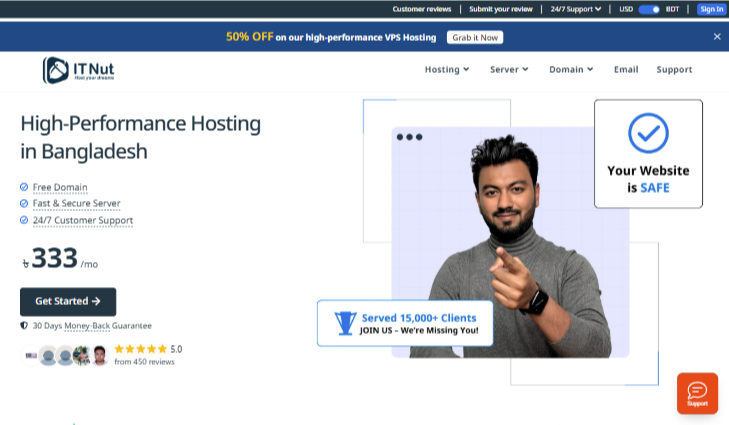 Customer reviews
Submit your review
24/7 Support
USD
BDT
Sign In
50% OFF on our high-performance VPS Hosting
Grab it Now
IT Nut
Host your dreams
Hosting
Server
Domain
Email
Support
High-Performance Hosting
in Bangladesh
Free Domain
Fast & Secure Server
24/7 Customer Support
৳333/mo
Get Started
30 Days Money-Back Guarantee
5.0
from 450 reviews
Your Website
is SAFE
Served 15,000+ Clients
JOIN US – We're Missing You!
Support